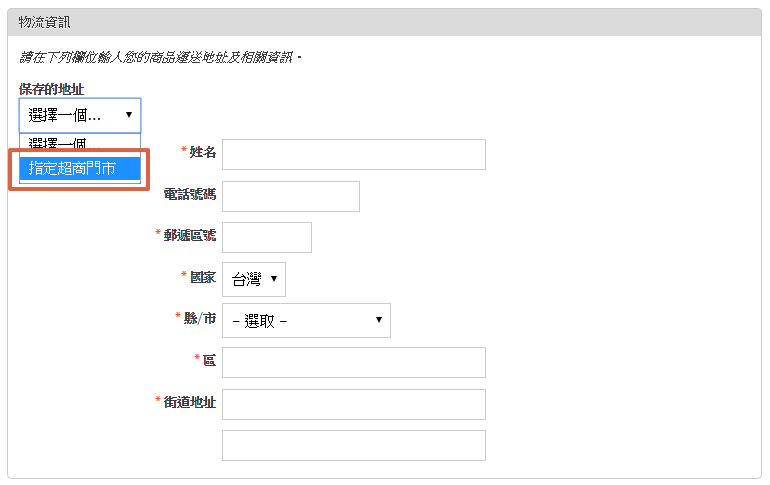 物流資訊
請在下列欄位輸入您的商品運送地址及相關資訊。
保存的地址
選擇一個...
選擇一個...
指定超商門市
*姓名
電話號碼
*郵遞區號
*國家 台灣
*縣/市 – 選取 –
*區
*街道地址